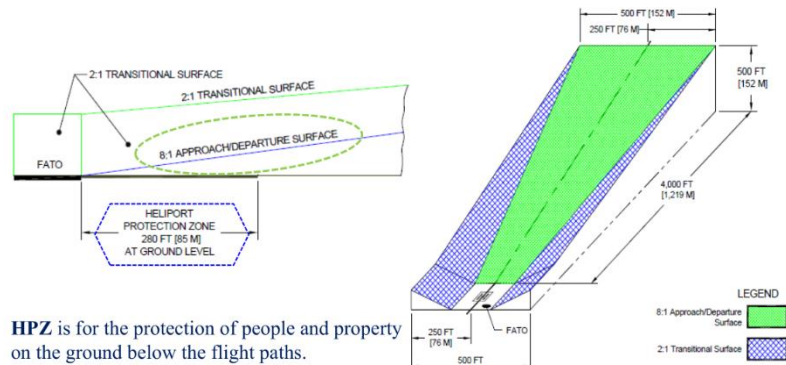 2:1 TRANSITIONAL SURFACE
2:1 TRANSITIONAL SURFACE
8:1 APPROACH/DEPARTURE SURFACE
FATO
HELIPORT
PROTECTION ZONE
280 FT [85 M]
AT GROUND LEVEL
HPZ is for the protection of people and property
on the ground below the flight paths.
500 FT [152 M]
250 FT [76 M]
500 FT
[152 M]
4,000 FT
[1,219 M]
250 FT
[76 M]
FATO
500 FT
LEGEND
8:1 Approach/Departure
Surface
2:1 Transitional Surface